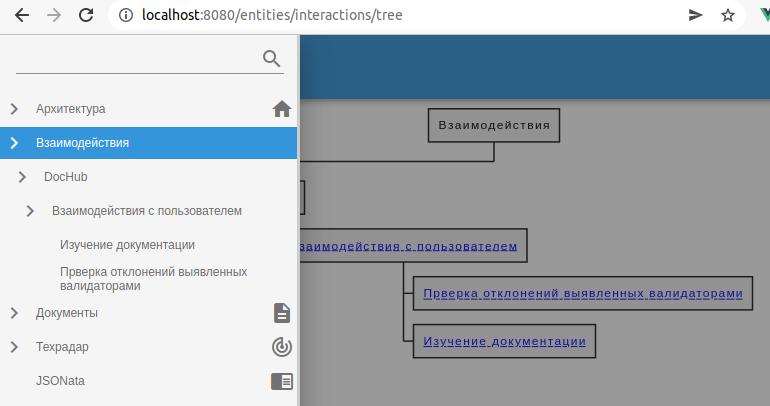 localhost:8080/entities/interactions/tree
Архитектура
Взаимодействия
DocHub
Взаимодействия с пользователем
Изучение документации
Прверка отклонений выявленных
валидаторами
Документы
Техрадар
JSONata
Взаимодействия
заимодействия с пользователем
Прверка отклонений выявленных валидаторами
Изучение документации